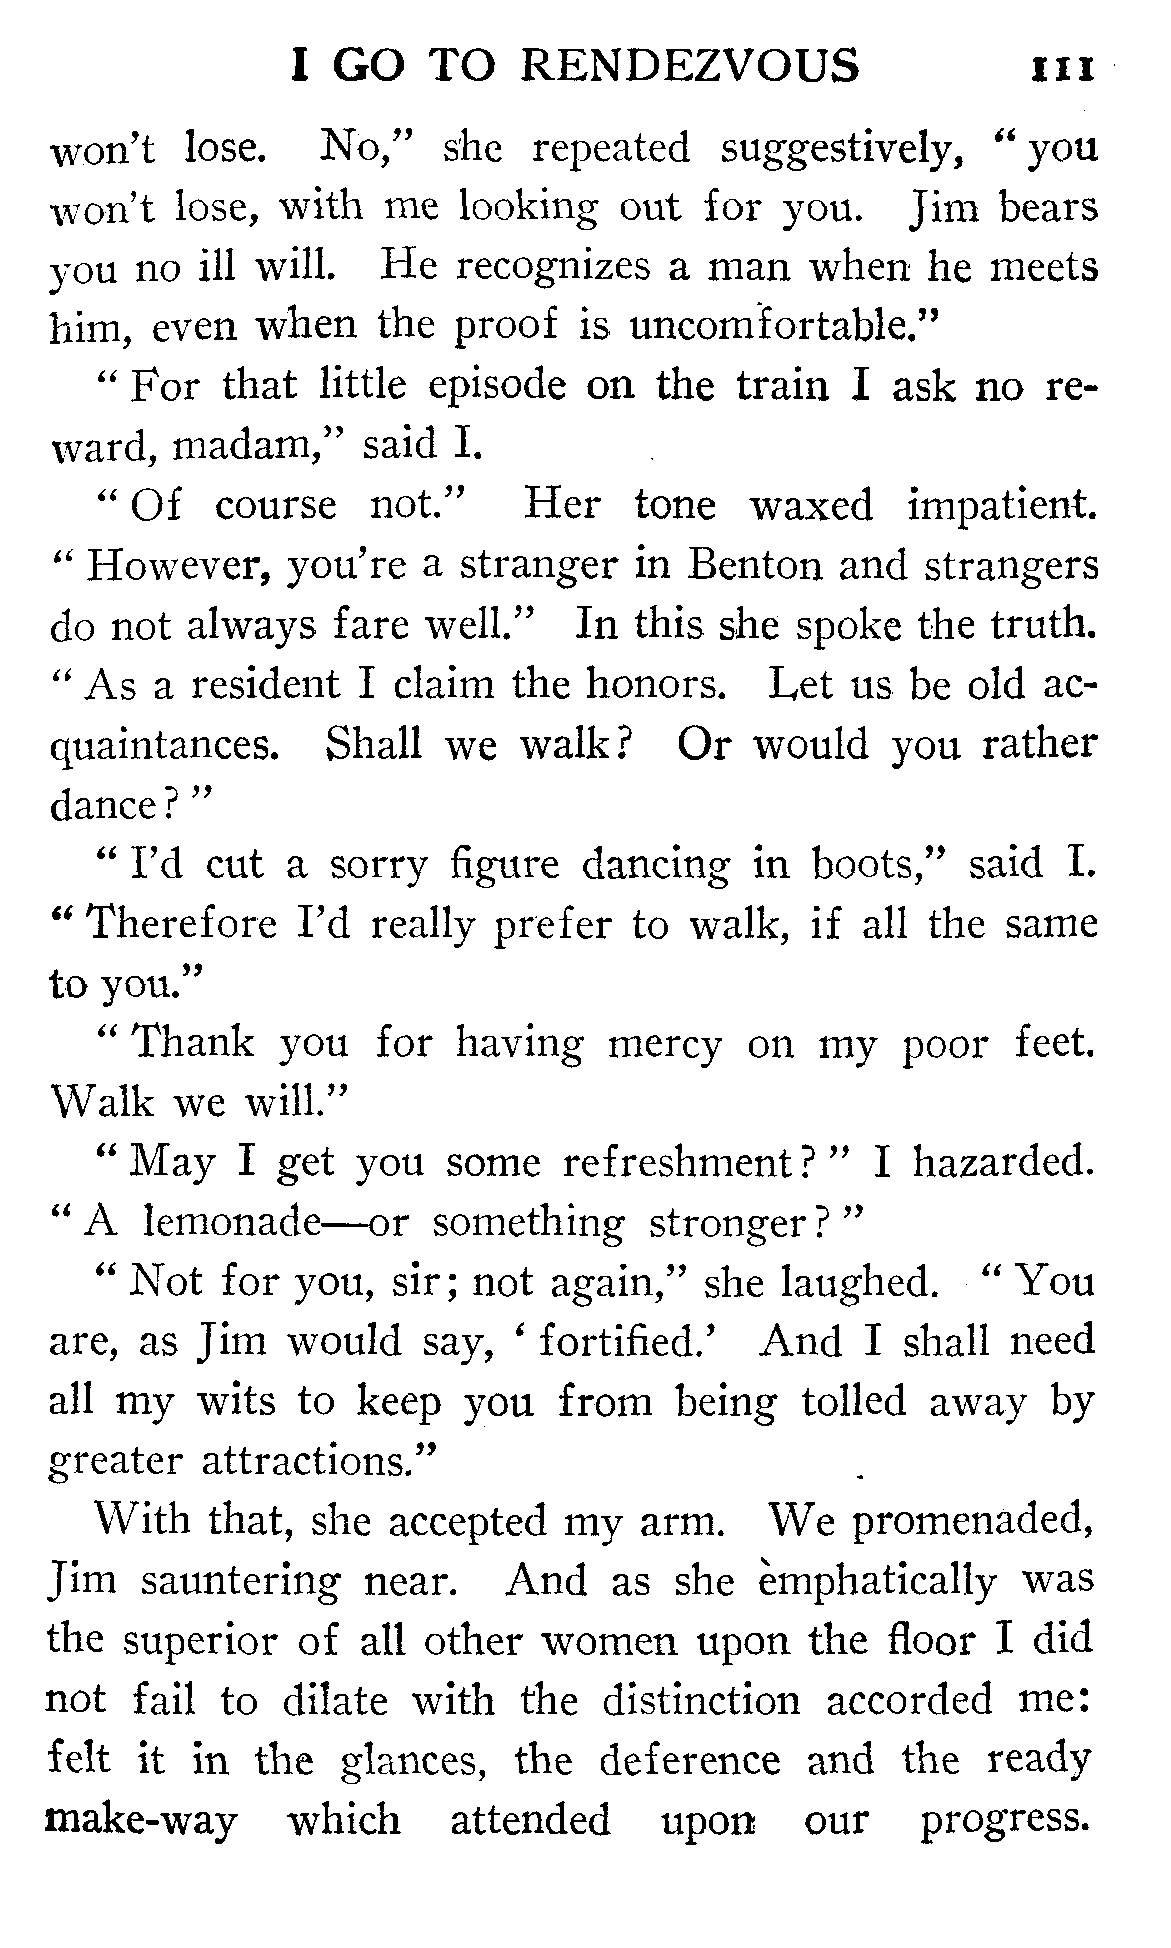 I GO TO RENDEZVOUS 111
won't lose. No," she repeated suggestively, "you
won't lose, with me looking out for you. Jim bears
you no ill will. He recognizes a man when he meets
him, even when the proof is uncomfortable."
"For that little episode on the train I ask no re-
ward, madam," said I.
"Of course not." Her tone waxed impatient.
"However, you're a stranger in Benton and strangers
do not always fare well." In this she spoke the truth.
"As a resident I claim the honors. Let us be old ac-
quaintances. Shall we walk? Or would you rather
dance?"
"I'd cut a sorry figure dancing in boots," said I.
"Therefore I'd really prefer to walk, if all the same
to you."
"Thank you for having mercy on my poor feet.
Walk we will."
"May I get you some refreshment?" I hazarded.
"A lemonade—or something stronger?"
"Not for you, sir; not again," she laughed. "You
are, as Jim would say, 'fortified.' And I shall need
all my wits to keep you from being tolled away by
greater attractions."
With that, she accepted my arm. We promenaded,
Jim sauntering near. And as she emphatically was
the superior of all other women upon the floor I did
not fail to dilate with the distinction accorded me:
felt it in the glances, the deference and the ready
make-way which attended upon our progress.